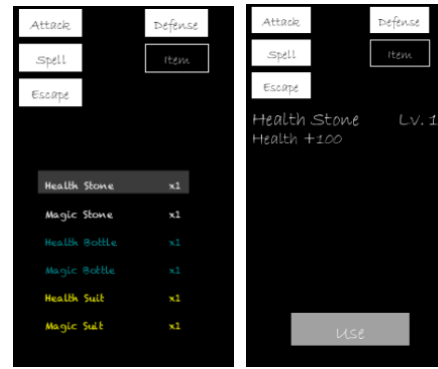 Attack Defense
Spell Item
Escape
Health Stone x1
Magic Stone x1
Health Bottle x1
Magic Bottle x1
Health Suit x1
Magic Suit x1
Attack Defense
Spell Item
Escape
Health Stone Lv. 1
Health +100
Use